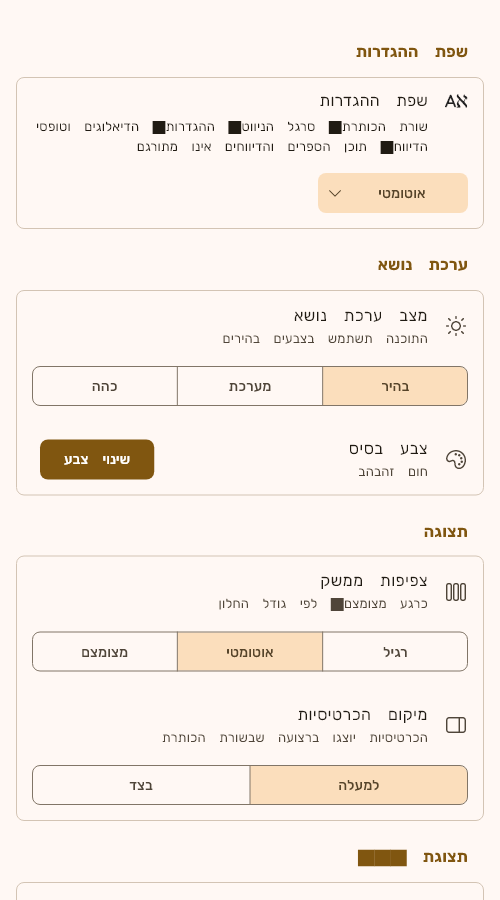 שפת ההגדרות
שפת ההגדרות
שורת הכותרת סרגל הניווט ההגדרות הדיאלוגים וטופסי
הדיווח תוכן הספרים והדיווחים אינו מתורגם
אוטומטי
ערכת נושא
מצב ערכת נושא
התוכנה תשתמש בצבעים בהירים
בהיר
מערכת
כהה
צבע בסיס
חום זהבהב
שינוי צבע
תצוגה
צפיפות ממשק
כרגע מצומצם לפי גודל החלון
רגיל
אוטומטי
מצומצם
מיקום הכרטיסיות
הכרטיסיות יוצגו ברצועה שבשורת הכותרת
למעלה
בצד
תצוגת